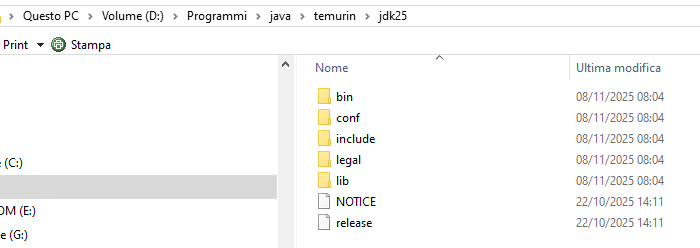 Questo PC > Volume (D:) > Programmi > java > temurin > jdk25
Print Stampa
Nome Ultima modifica
bin 08/11/2025 08:04
conf 08/11/2025 08:04
include 08/11/2025 08:04
legal 08/11/2025 08:04
(C:) lib 08/11/2025 08:04
OM (E:) NOTICE 22/10/2025 14:11
release 22/10/2025 14:11
e (G:)